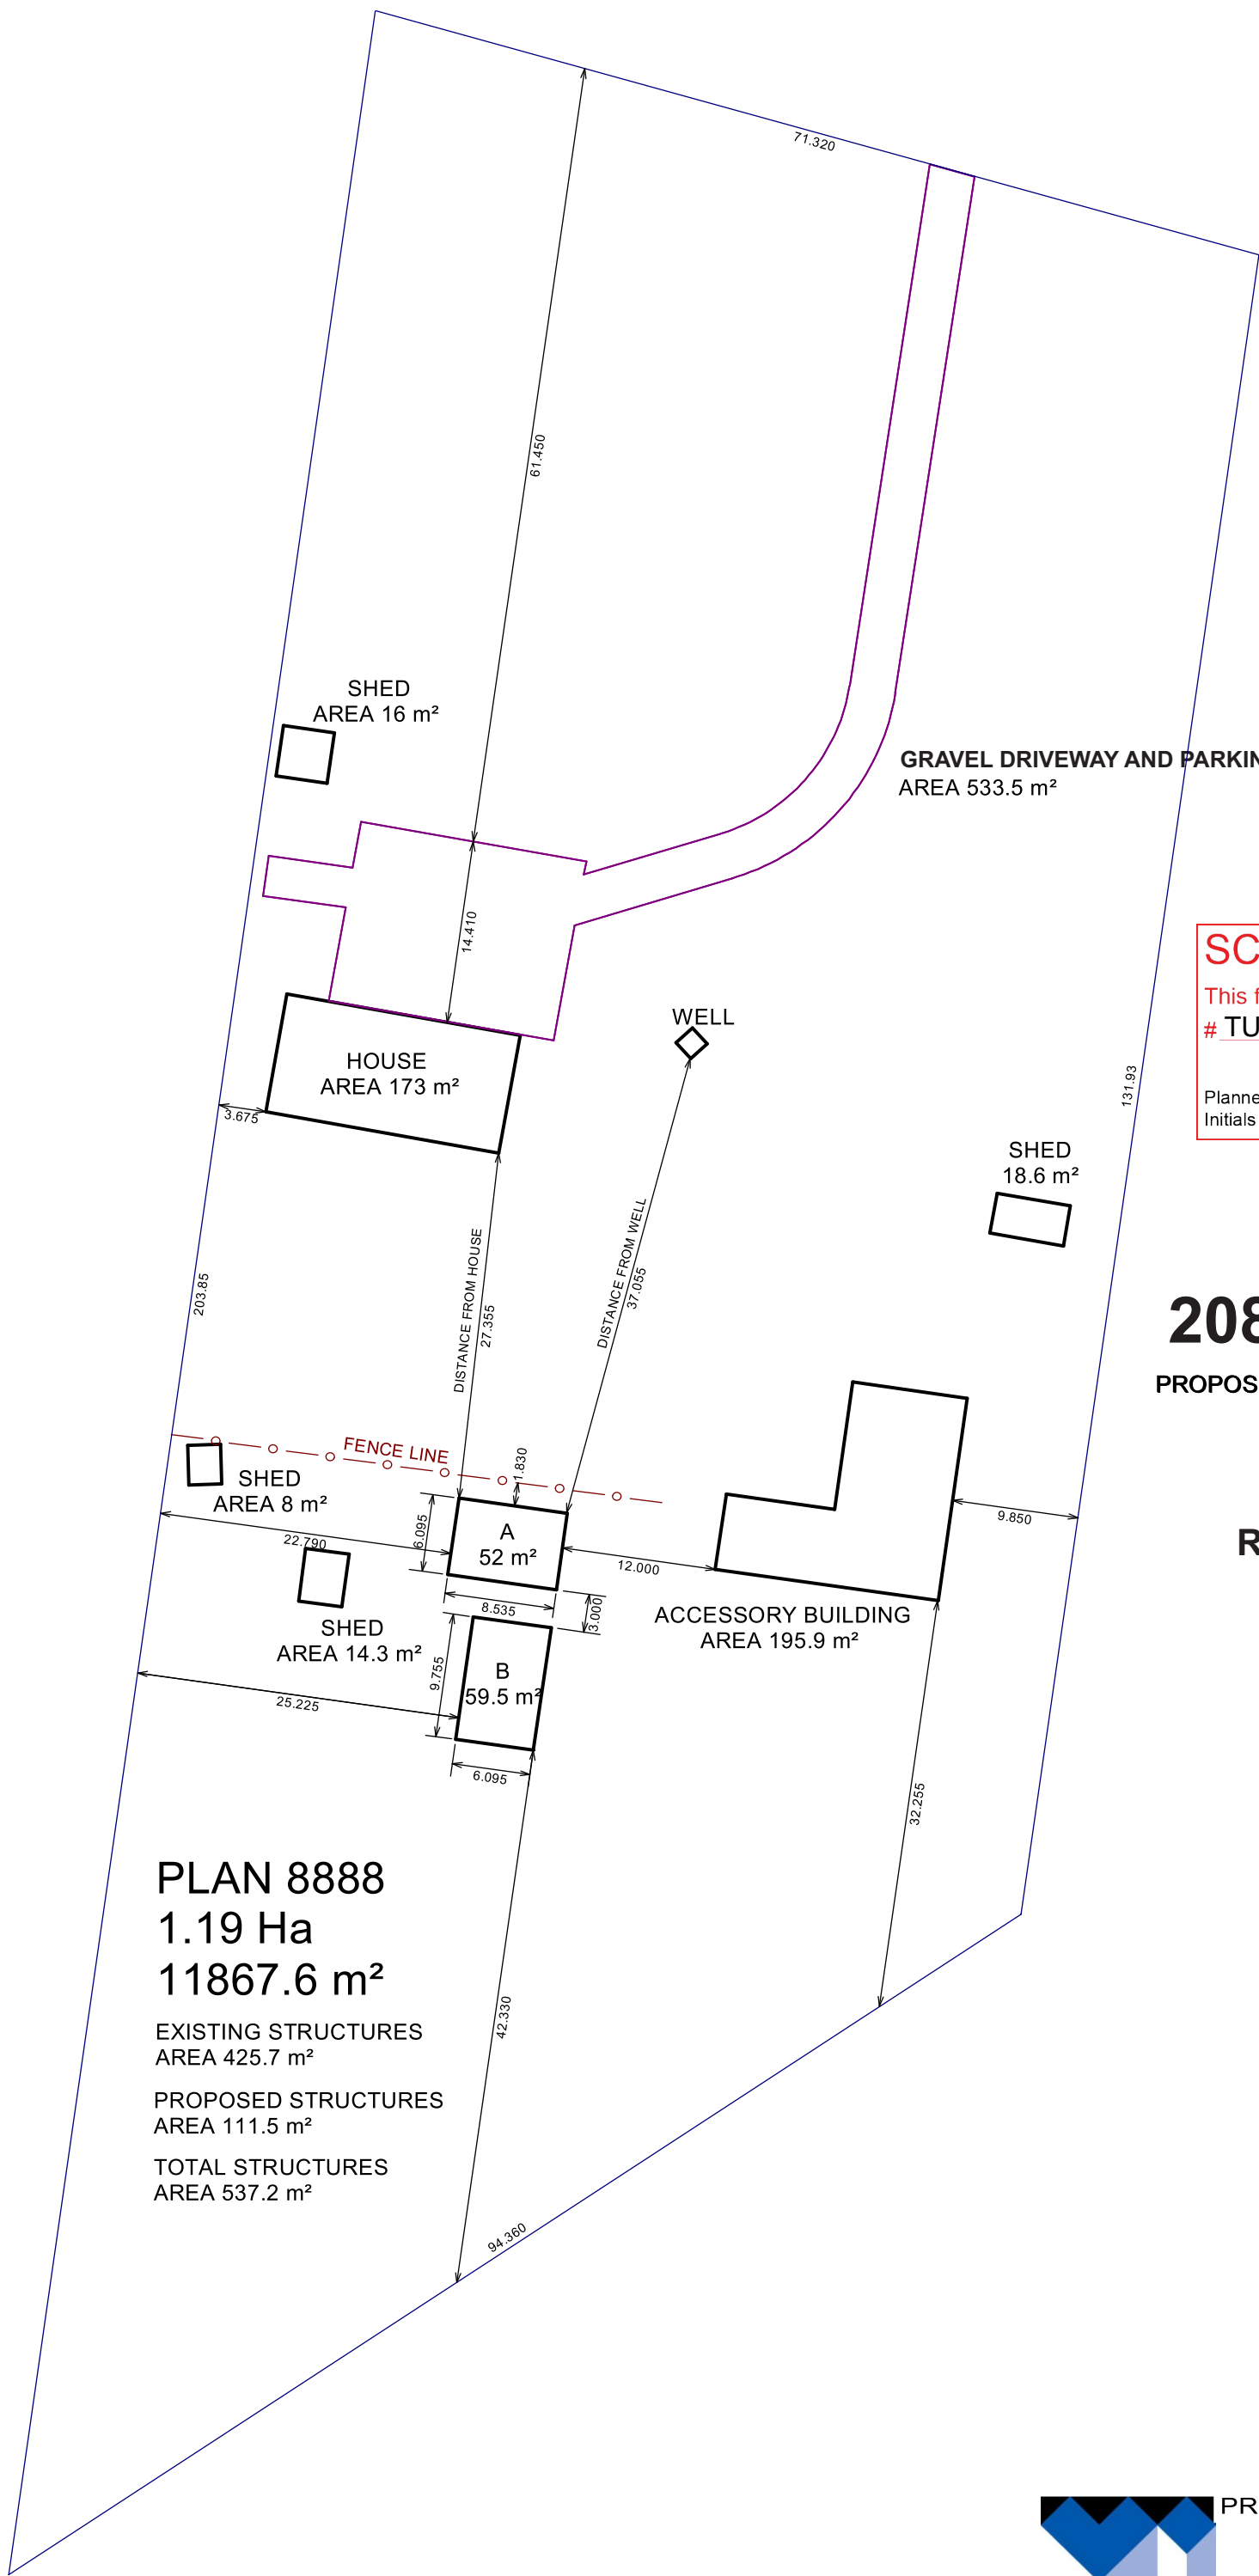 71.320
61.450
SHED
AREA 16 m²
GRAVEL DRIVEWAY AND PARKIN
AREA 533.5 m²
14.410
SC
This f
# TU
Planne
Initials
WELL
HOUSE
AREA 173 m²
3.675
131.93
SHED
18.6 m²
DISTANCE FROM HOUSE
27.355
DISTANCE FROM WELL
37.055
203.85
208
PROPOS
FENCE LINE
1.830
SHED
AREA 8 m²
6.095
A
52 m²
22.790
12.000
9.850
R
8.535
3.000
SHED
AREA 14.3 m²
ACCESSORY BUILDING
AREA 195.9 m²
9.755
B
59.5 m²
25.225
6.095
32.255
PLAN 8888
1.19 Ha
11867.6 m²
EXISTING STRUCTURES
AREA 425.7 m²
42.330
PROPOSED STRUCTURES
AREA 111.5 m²
TOTAL STRUCTURES
AREA 537.2 m²
94.360
PR